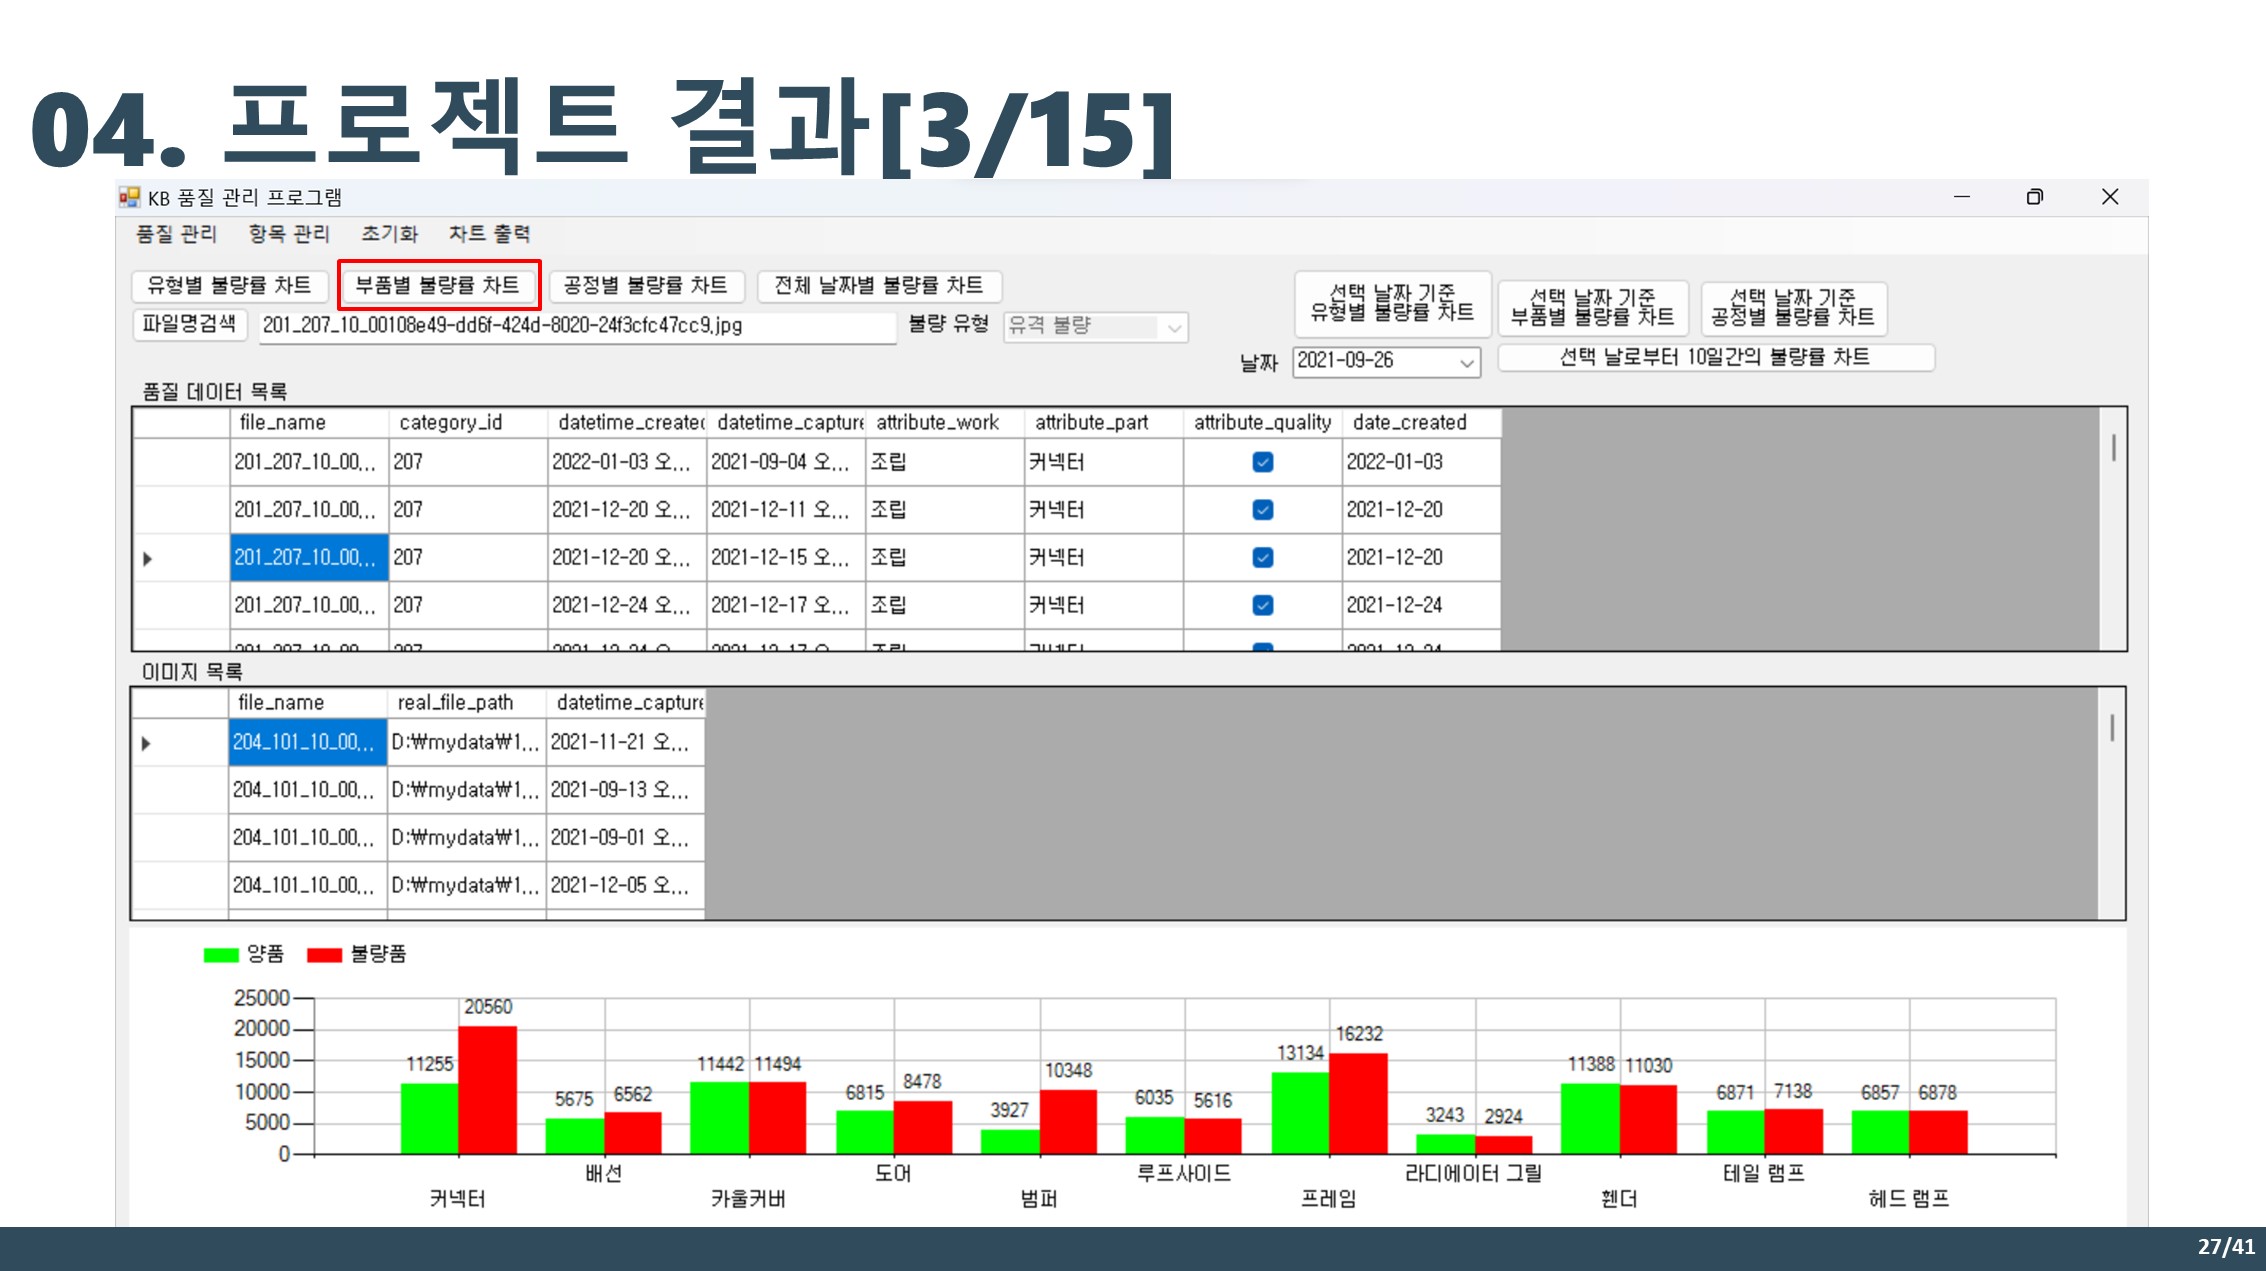 04. 프로젝트 결과[3/15]
KB 품질 관리 프로그램
품질 관리 항목 관리 초기화 차트 출력
유형별 불량률 차트 부품별 불량률 차트 공정별 불량률 차트 전체 날짜별 불량률 차트
선택 날짜 기준
유형별 불량률 차트
선택 날짜 기준
부품별 불량률 차트
선택 날짜 기준
공정별 불량률 차트
파일명검색 201_207_10_00108e49-dd6f-424d-8020-24f3cfc47cc9.jpg 불량 유형 유격 불량
날짜 2021-09-26 선택 날로부터 10일간의 불량률 차트
품질 데이터 목록
file_name category_id datetime_created datetime_capture attribute_work attribute_part attribute_quality date_created
201_207_10_00... 207 2022-01-03 오... 2021-09-04 오... 조립 커넥터 2022-01-03
201_207_10_00... 207 2021-12-20 오... 2021-12-11 오... 조립 커넥터 2021-12-20
201_207_10_00... 207 2021-12-20 오... 2021-12-15 오... 조립 커넥터 2021-12-20
201_207_10_00... 207 2021-12-24 오... 2021-12-17 오... 조립 커넥터 2021-12-24
이미지 목록
file_name real_file_path datetime_capture
204_101_10_00... D:₩mydata₩1... 2021-11-21 오...
204_101_10_00... D:₩mydata₩1... 2021-09-13 오...
204_101_10_00... D:₩mydata₩1... 2021-09-01 오...
204_101_10_00... D:₩mydata₩1... 2021-12-05 오...
양품 불량품
25000
20000
15000
10000
5000
0
11255 20560
5675 6562
11442 11494
6815 8478
3927 10348
6035 5616
13134 16232
3243 2924
11388 11030
6871 7138
6857 6878
커넥터 배선 카울커버 도어 범퍼 루프사이드 프레임 라디에이터 그릴 휀더 테일 램프 헤드 램프
27/41